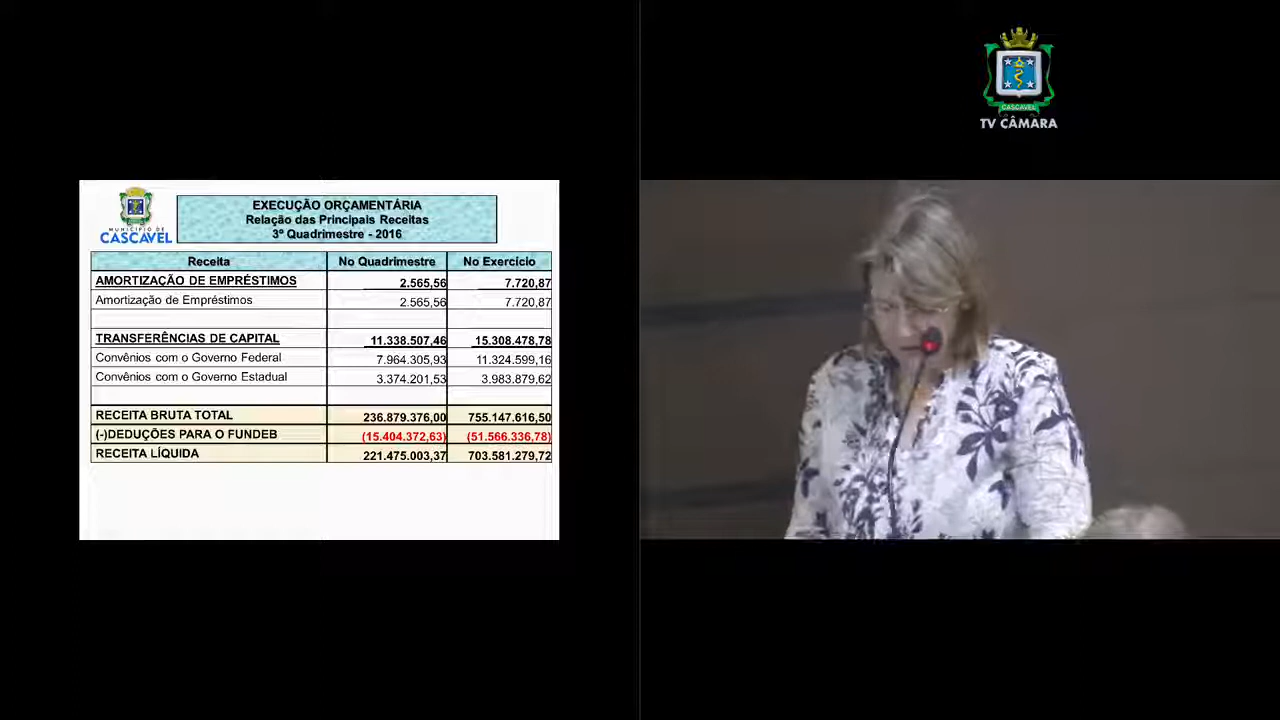 MUNICÍPIO DE
CASCAVEL
EXECUÇÃO ORÇAMENTÁRIA
Relação das Principais Receitas
3º Quadrimestre - 2016
Receita No Quadrimestre No Exercício
AMORTIZAÇÃO DE EMPRÉSTIMOS 2.565,56 7.720,87
Amortização de Empréstimos 2.565,56 7.720,87
TRANSFERÊNCIAS DE CAPITAL 11.338.507,46 15.308.478,78
Convênios com o Governo Federal 7.964.305,93 11.324.599,16
Convênios com o Governo Estadual 3.374.201,53 3.983.879,62
RECEITA BRUTA TOTAL 236.879.376,00 755.147.616,50
(-)DEDUÇÕES PARA O FUNDEB (15.404.372,63) (51.566.336,78)
RECEITA LÍQUIDA 221.475.003,37 703.581.279,72
CASCAVEL
TV CÂMARA